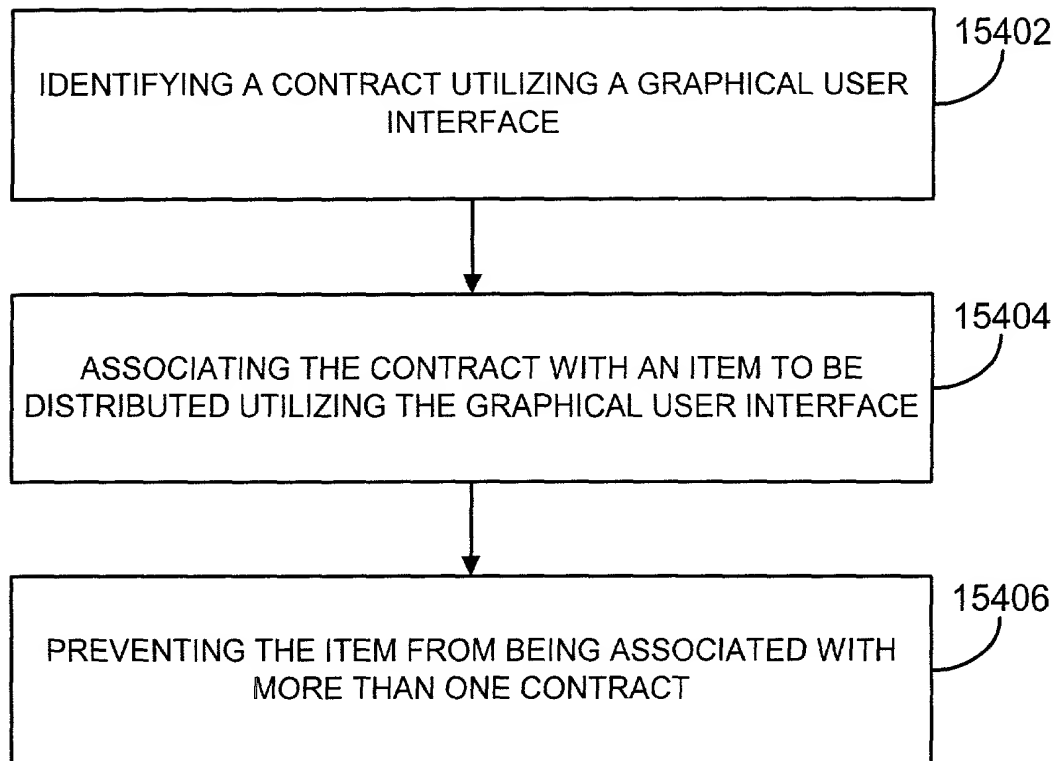 15402
IDENTIFYING A CONTRACT UTILIZING A GRAPHICAL USER
INTERFACE
15404
ASSOCIATING THE CONTRACT WITH AN ITEM TO BE
DISTRIBUTED UTILIZING THE GRAPHICAL USER INTERFACE
15406
PREVENTING THE ITEM FROM BEING ASSOCIATED WITH
MORE THAN ONE CONTRACT